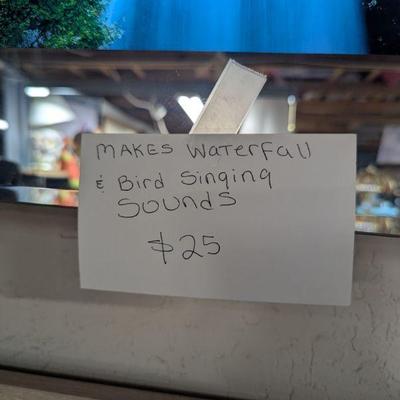 MAKES Waterfall
& Bird Singing
Sounds
$25